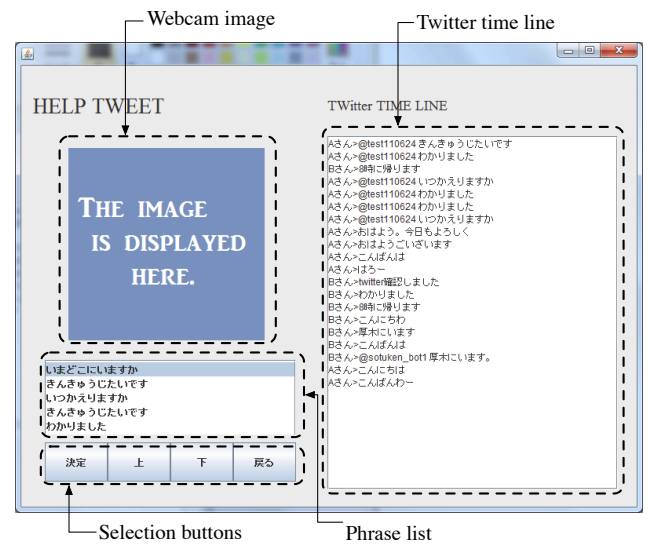 Webcam image
Twitter time line
HELP TWEET
TWitter TIME LINE
THE IMAGE
IS DISPLAYED
HERE.
Aさん>@test110624 きんきゅうじたいです
Aさん>@test110624 わかりました
Bさん>8時に帰ります
Aさん>@test110624 いつかえりますか
Aさん>@test110624 わかりました
Aさん>@test110624 わかりました
Aさん>@test110624 いつかえりますか
Aさん>おはよう。今日もよろしく
Aさん>おはようございます
Aさん>こんばんは
Aさん>はろー
Bさん>twitter確認しました
Bさん>わかりました
Bさん>8時に帰ります
Bさん>こんにちわ
Bさん>厚木にいます
Bさん>こんばんは
Bさん>@sotuken_bot1 厚木にいます。
Aさん>こんにちは
Aさん>こんばんわー
いまどこにいますか
きんきゅうじたいです
いつかえりますか
きんきゅうじたいです
わかりました
決定 上 下 戻る
Selection buttons
Phrase list